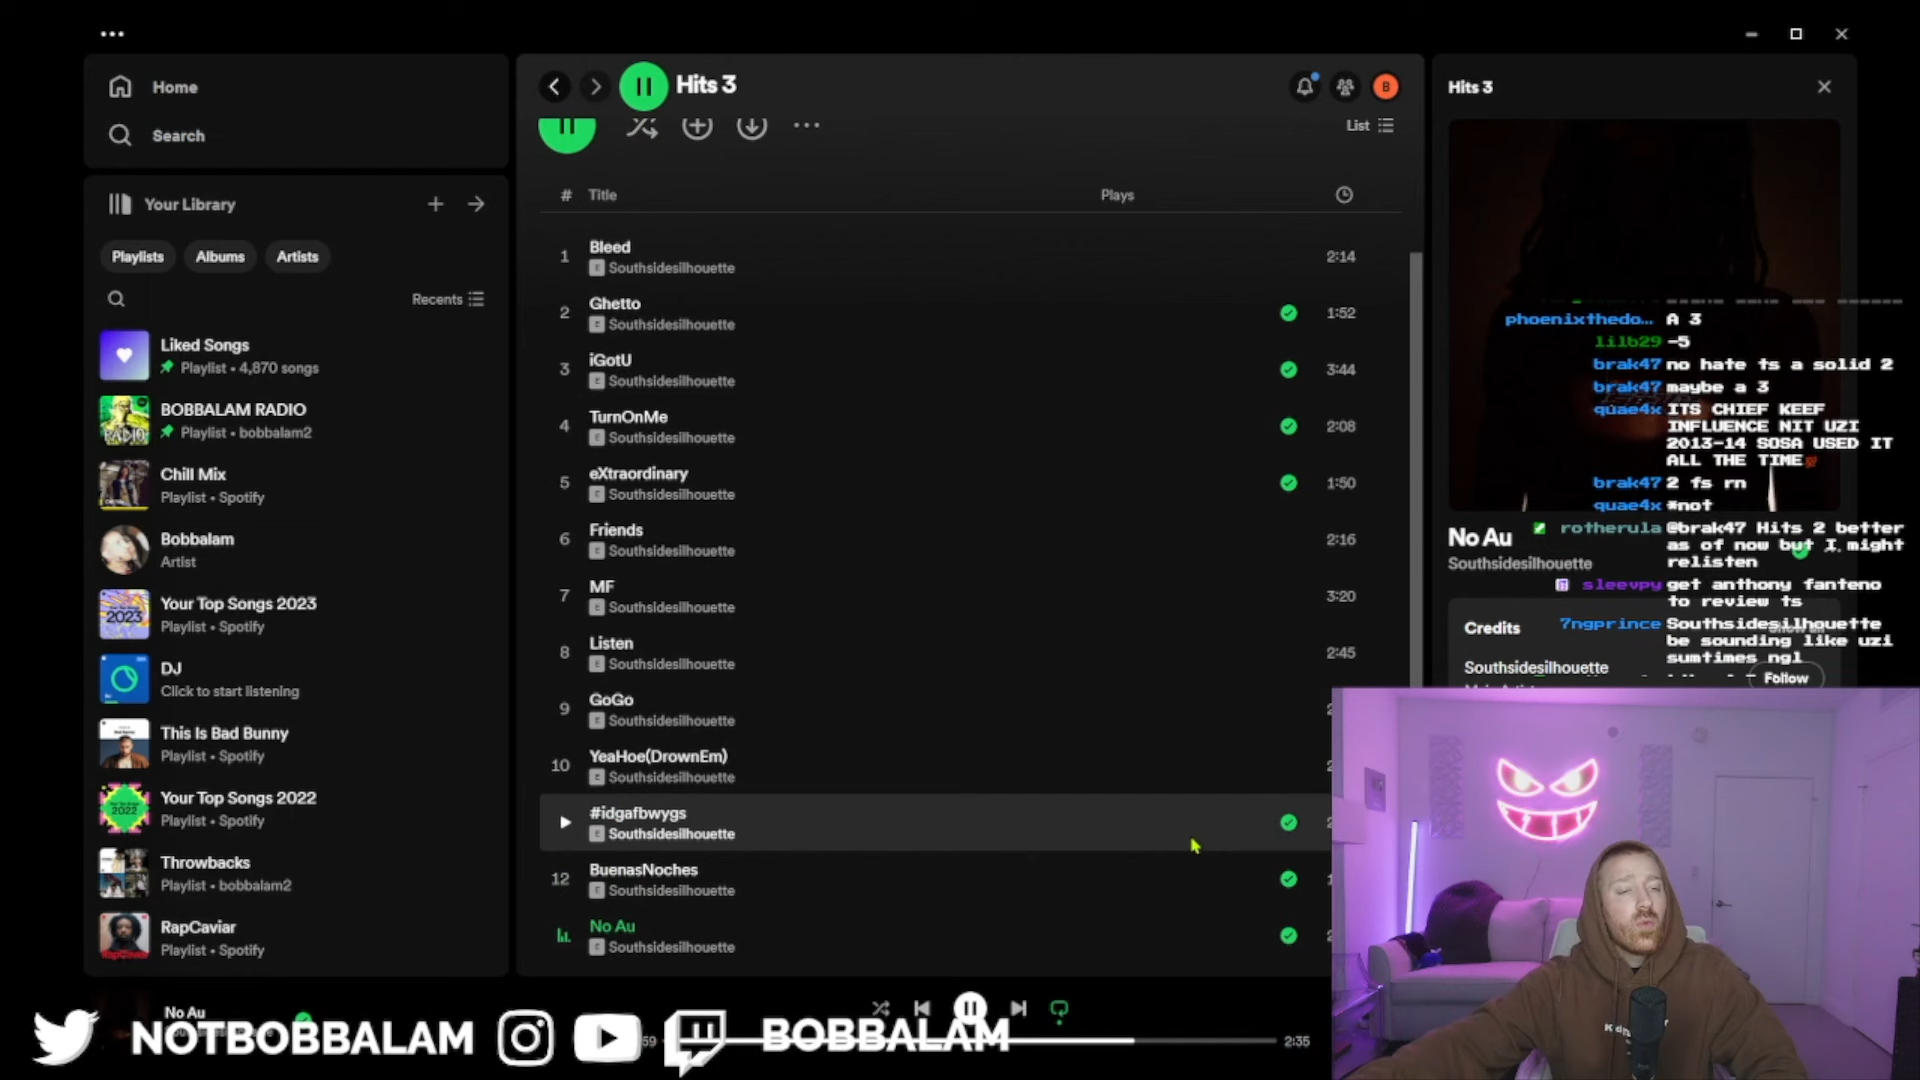 Home
Search
Your Library
Playlists
Albums
Artists
Recents
Liked Songs
Playlist • 4,870 songs
BOBBALAM RADIO
Playlist • bobbalam2
Chill Mix
Playlist • Spotify
Bobbalam
Artist
Your Top Songs 2023
Playlist • Spotify
DJ
Click to start listening
This Is Bad Bunny
Playlist • Spotify
Your Top Songs 2022
Playlist • Spotify
Throwbacks
Playlist • bobbalam2
RapCaviar
Playlist • Spotify
Hits 3
B
List
# Title Plays
1 Bleed 2:14
E Southsidesilhouette
2 Ghetto 1:52
E Southsidesilhouette
3 iGotU 3:44
E Southsidesilhouette
4 TurnOnMe 2:08
E Southsidesilhouette
5 eXtraordinary 1:50
E Southsidesilhouette
6 Friends 2:16
E Southsidesilhouette
7 MF 3:20
E Southsidesilhouette
8 Listen 2:45
E Southsidesilhouette
9 GoGo
E Southsidesilhouette
10 YeaHoe(DrownEm)
E Southsidesilhouette
#idgafbwygs
E Southsidesilhouette
12 BuenasNoches
E Southsidesilhouette
No Au
E Southsidesilhouette
Hits 3
phoenixthedo... A 3
lilb29 -5
brak47 no hate ts a solid 2
brak47 maybe a 3
quae4x ITS CHIEF KEEF
INFLUENCE NIT UZI
2013-14 SOSA USED IT
ALL THE TIME
brak47 2 fs rn
quae4x *not
rotherula @brak47 Hits 2 better
as of now but I might
relisten
sleevpy get anthony fanteno
to review ts
7ngprince Southsidesilhouette
be sounding like uzi
sumtimes ngl
No Au
Southsidesilhouette
Credits
Southsidesilhouette
Follow
No Au
NOTBOBBALAM
BOBBALAM
2:35